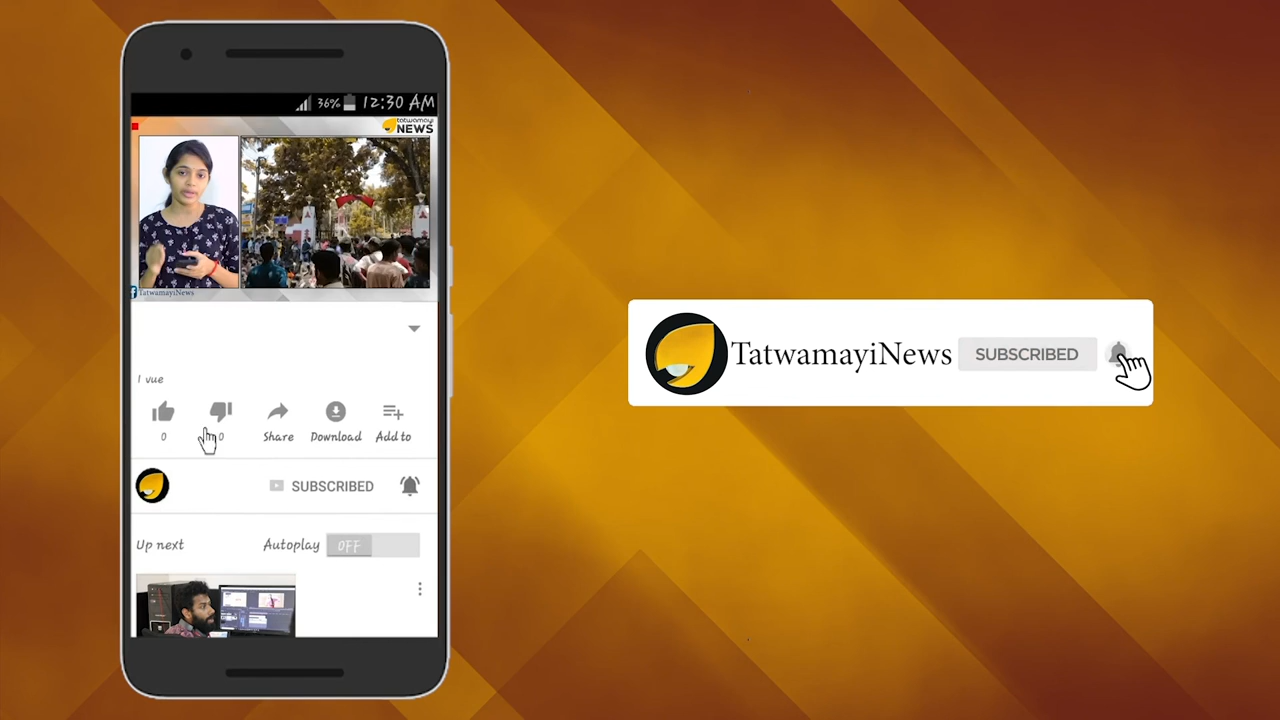 36% 12:30 AM
tatwamayi
NEWS
TatwamayiNews
1 vue
0 0 Share Download Add to
SUBSCRIBED
Up next Autoplay OFF
TatwamayiNews SUBSCRIBED